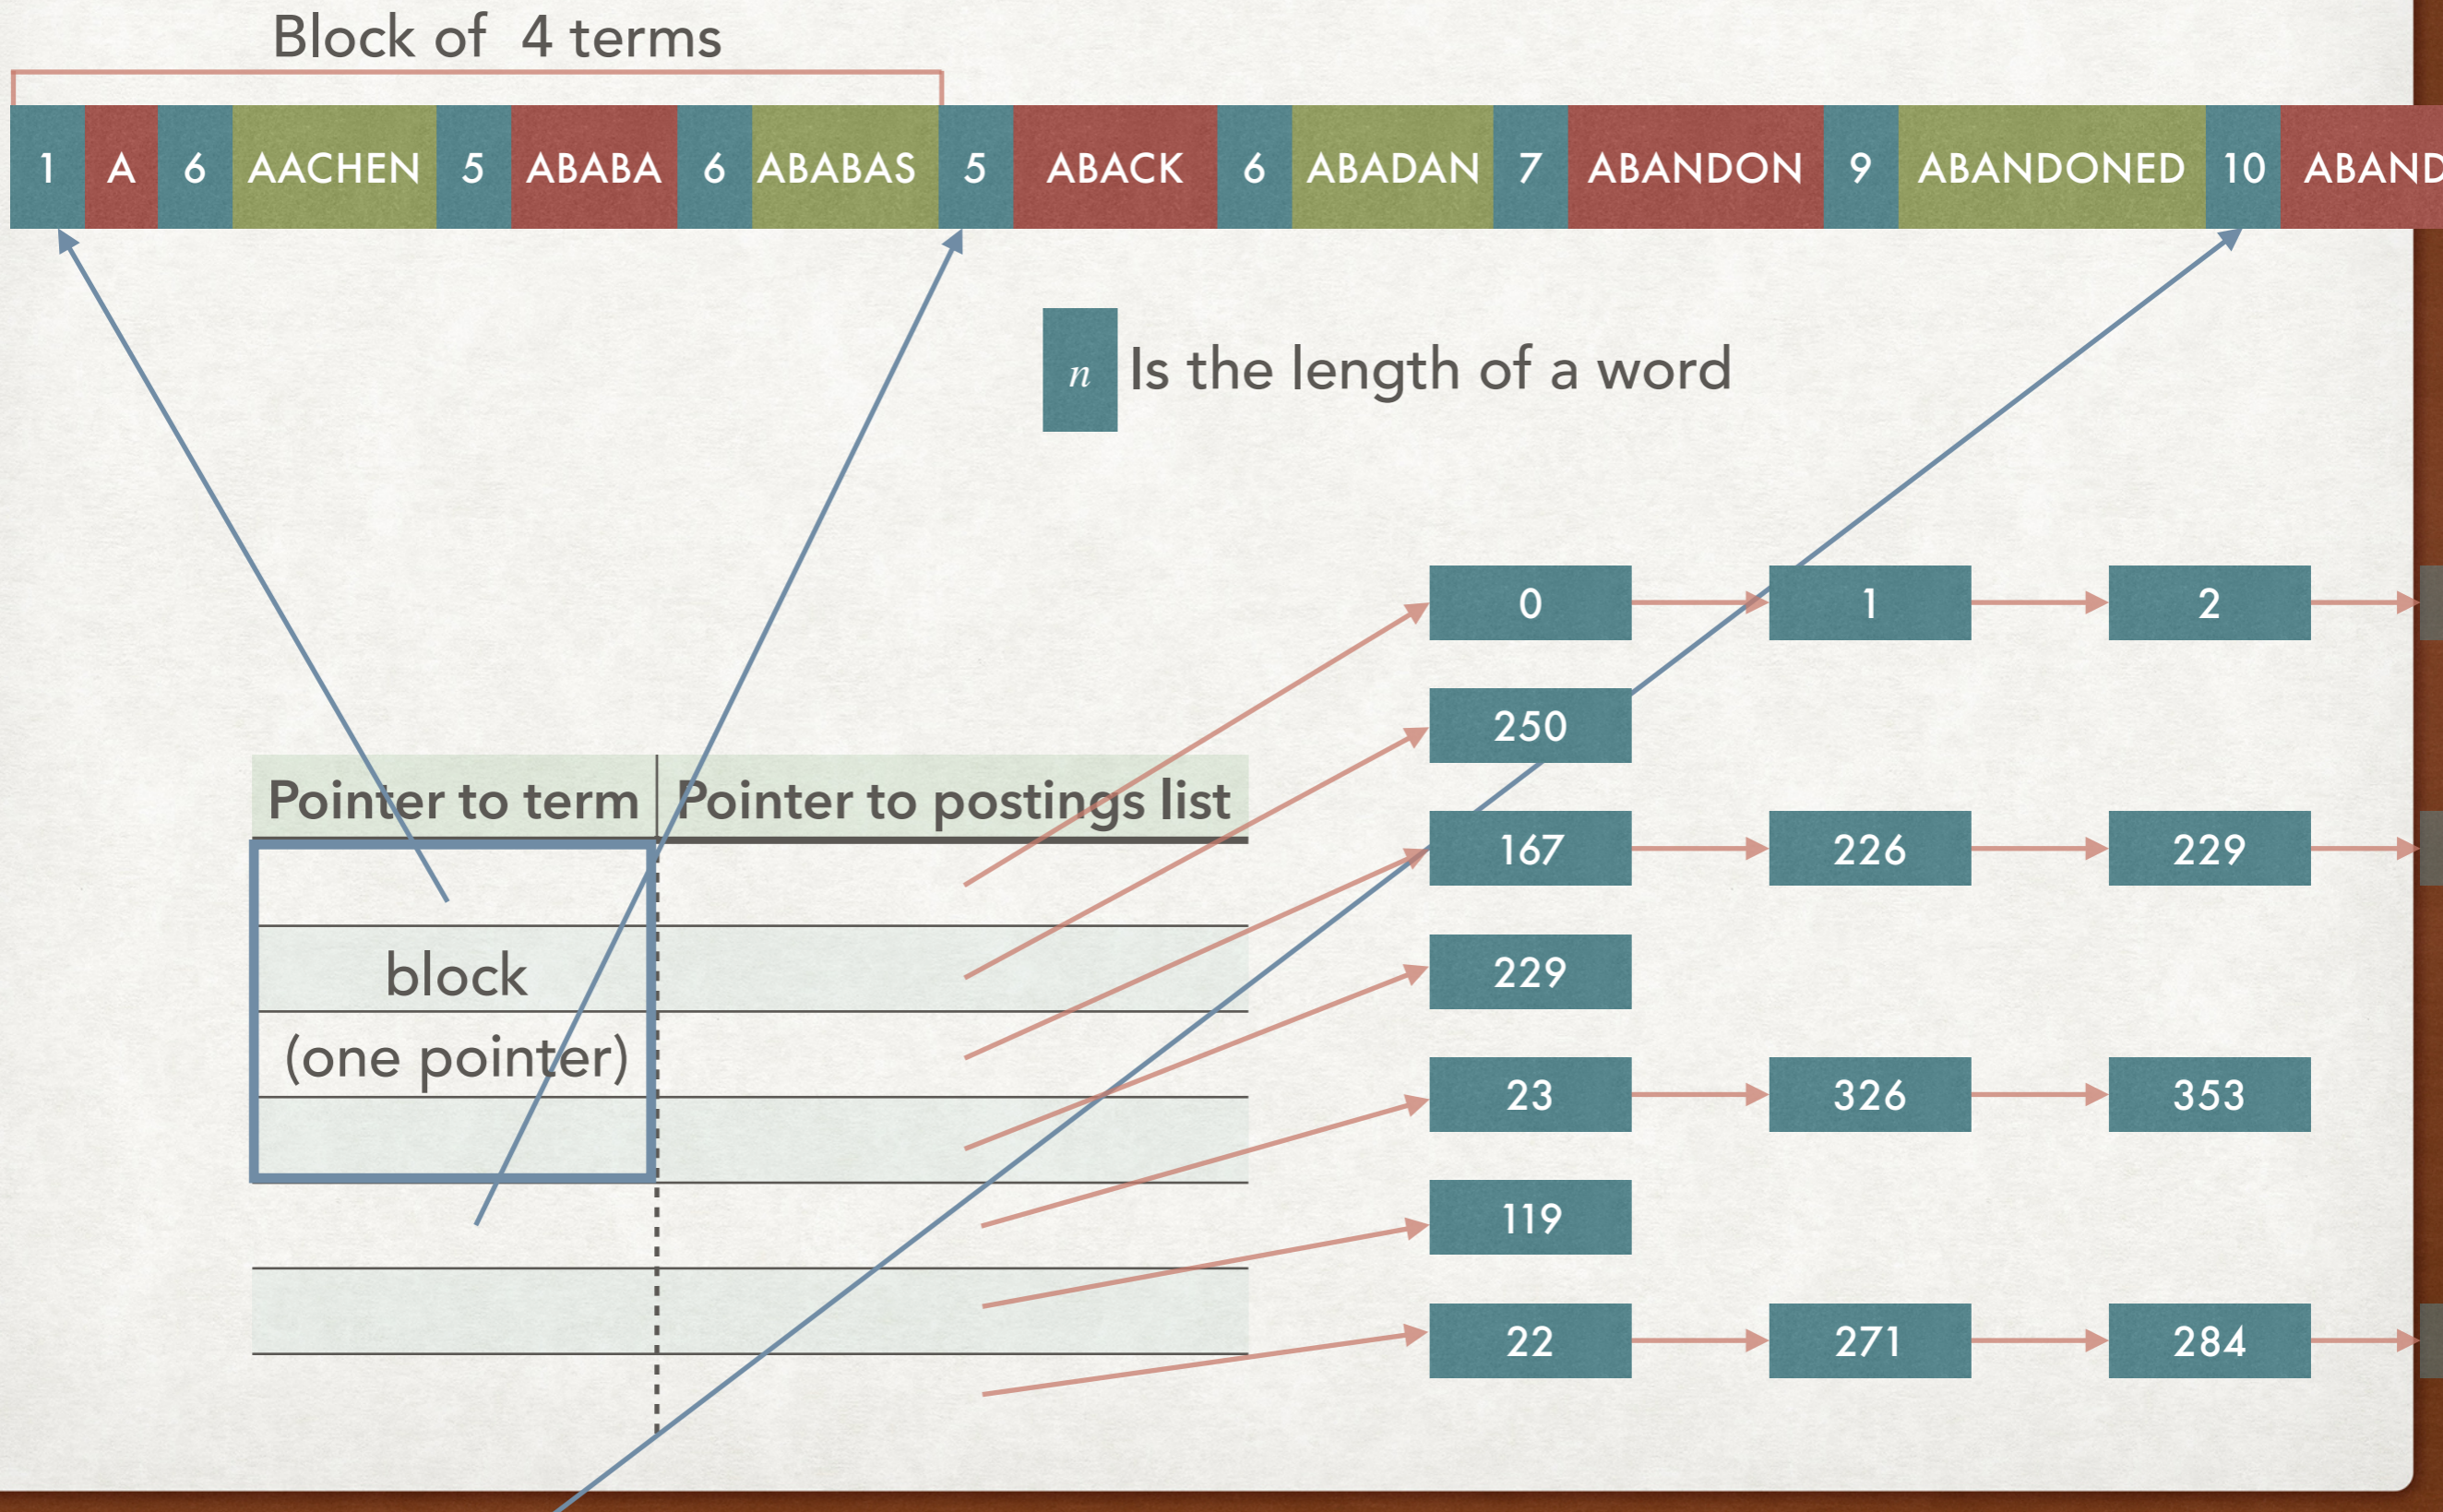 Block of 4 terms
1 A 6 AACHEN 5 ABABA 6 ABABAS 5 ABACK 6 ABADAN 7 ABANDON 9 ABANDONED 10 ABAND
n Is the length of a word
0 1 2
250
Pointer to term Pointer to postings list
167 226 229
block
229
(one pointer)
23 326 353
119
22 271 284